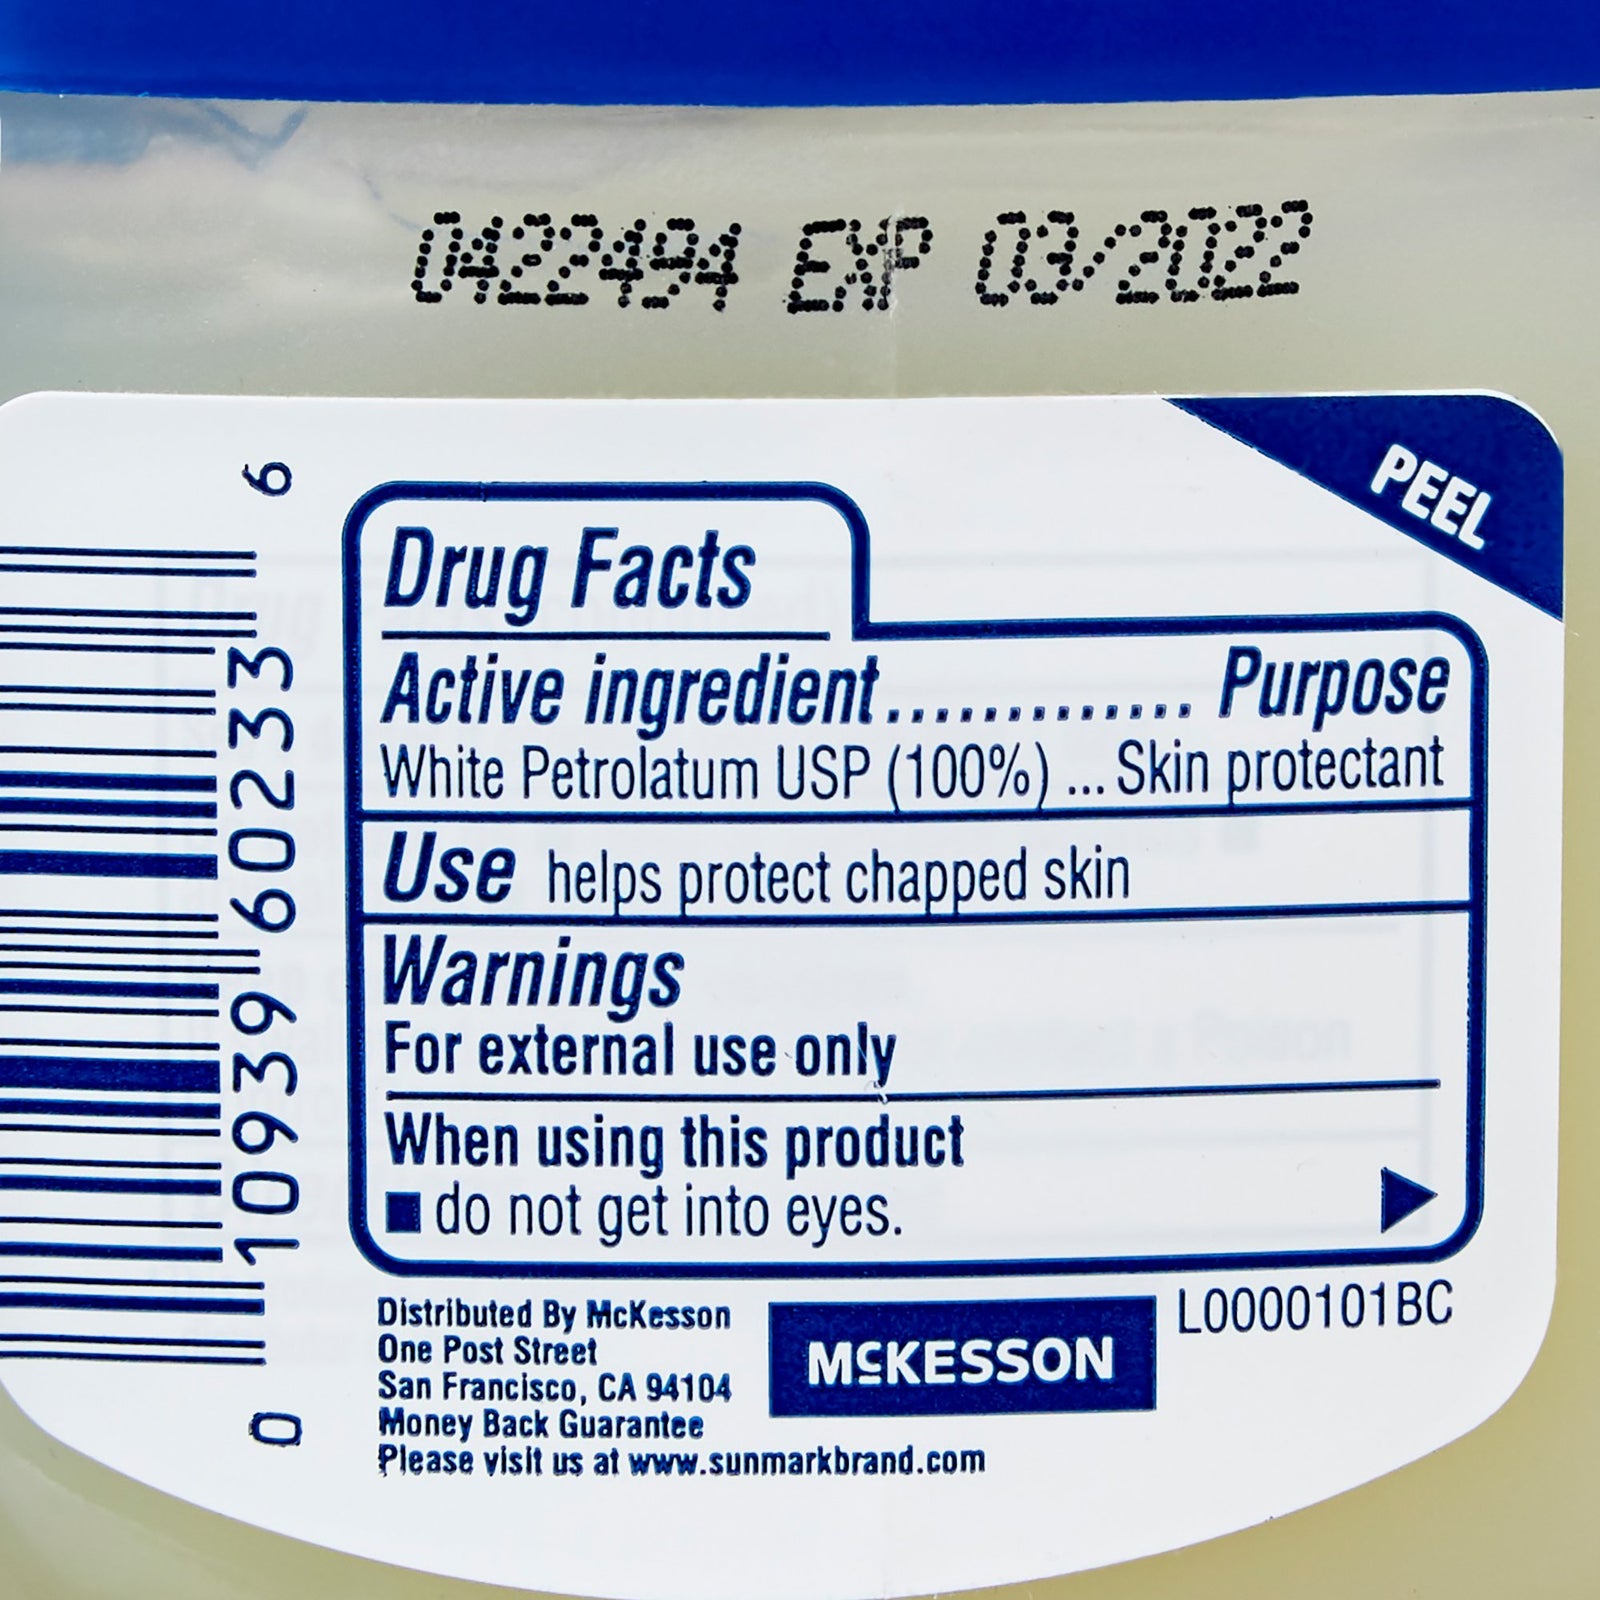 0422494 EXP 03/2022
PEEL
Drug Facts
Active ingredient.............. Purpose
White Petrolatum USP (100%) ... Skin protectant
Use helps protect chapped skin
Warnings
For external use only
When using this product
■ do not get into eyes.
0 10939 60233 6
Distributed By McKesson
One Post Street
San Francisco, CA 94104
Money Back Guarantee
Please visit us at www.sunmarkbrand.com
MCKESSON
L0000101BC